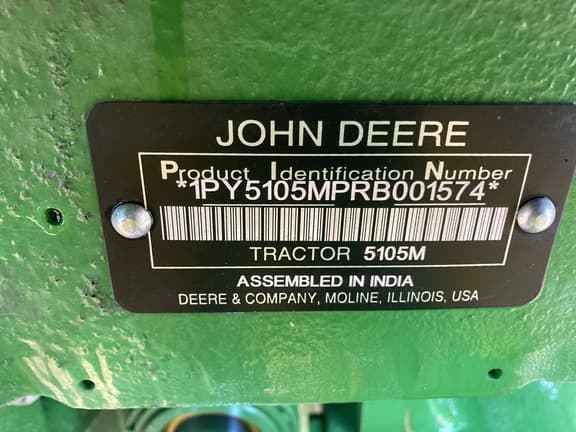 JOHN DEERE
Product Identification Number
*1PY5105MPRB001574*
TRACTOR 5105M
ASSEMBLED IN INDIA
DEERE & COMPANY, MOLINE, ILLINOIS, USA